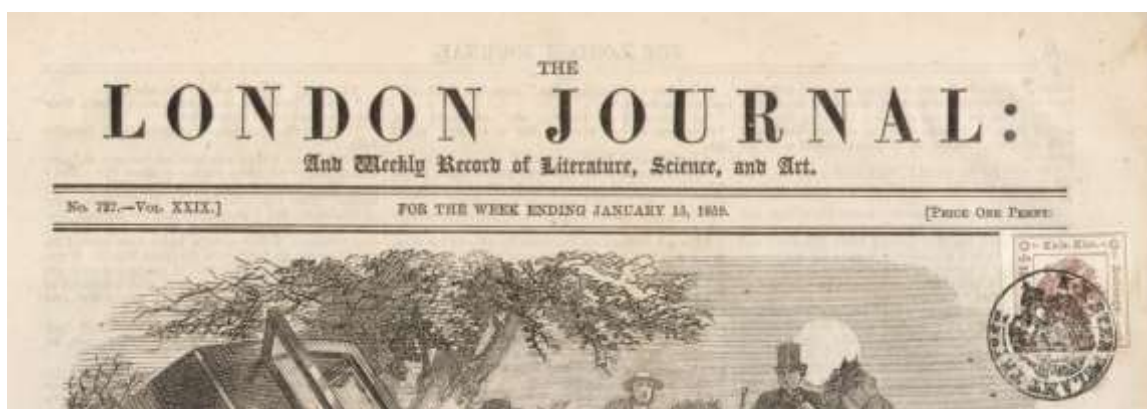 THE
LONDON JOURNAL:
And Weekly Record of Literature, Science, and Art.
No. 727.—Vol. XXIX.]
FOR THE WEEK ENDING JANUARY 15, 1859.
[Price One Penny.